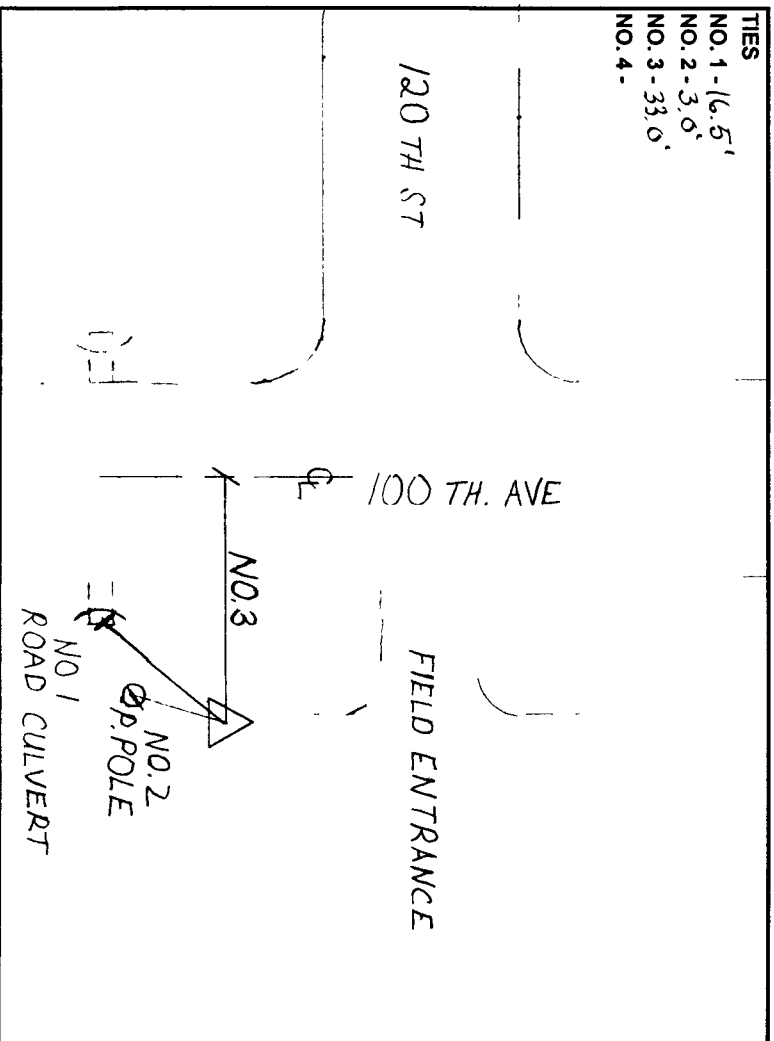 TIES
NO. 1 - 16.5'
NO. 2 - 3.0'
NO. 3 - 33.0'
NO. 4 -
120 TH ST
℄ 100 TH. AVE
FIELD ENTRANCE
NO.3
NO.2
P.POLE
NO. 1
ROAD CULVERT